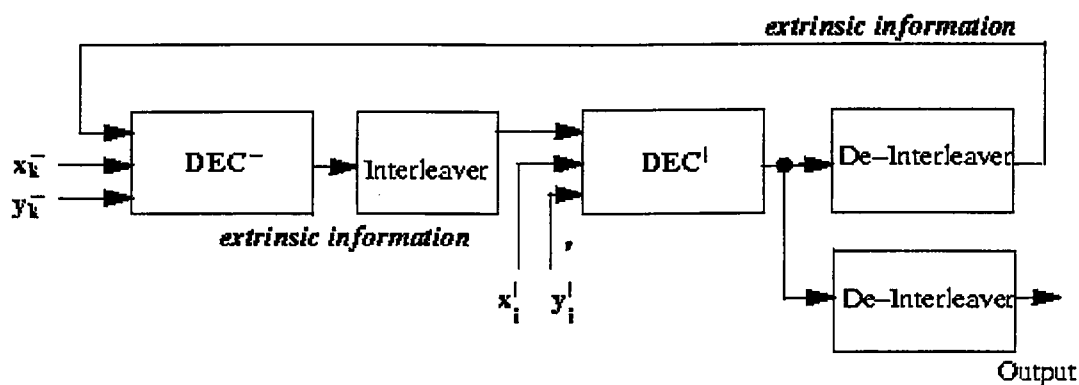 extrinsic information
DEC⁻
Interleaver
DEC|
De–Interleaver
x_k⁻
y_k⁻
extrinsic information
x_i^|
y_i^|
De–Interleaver
Output